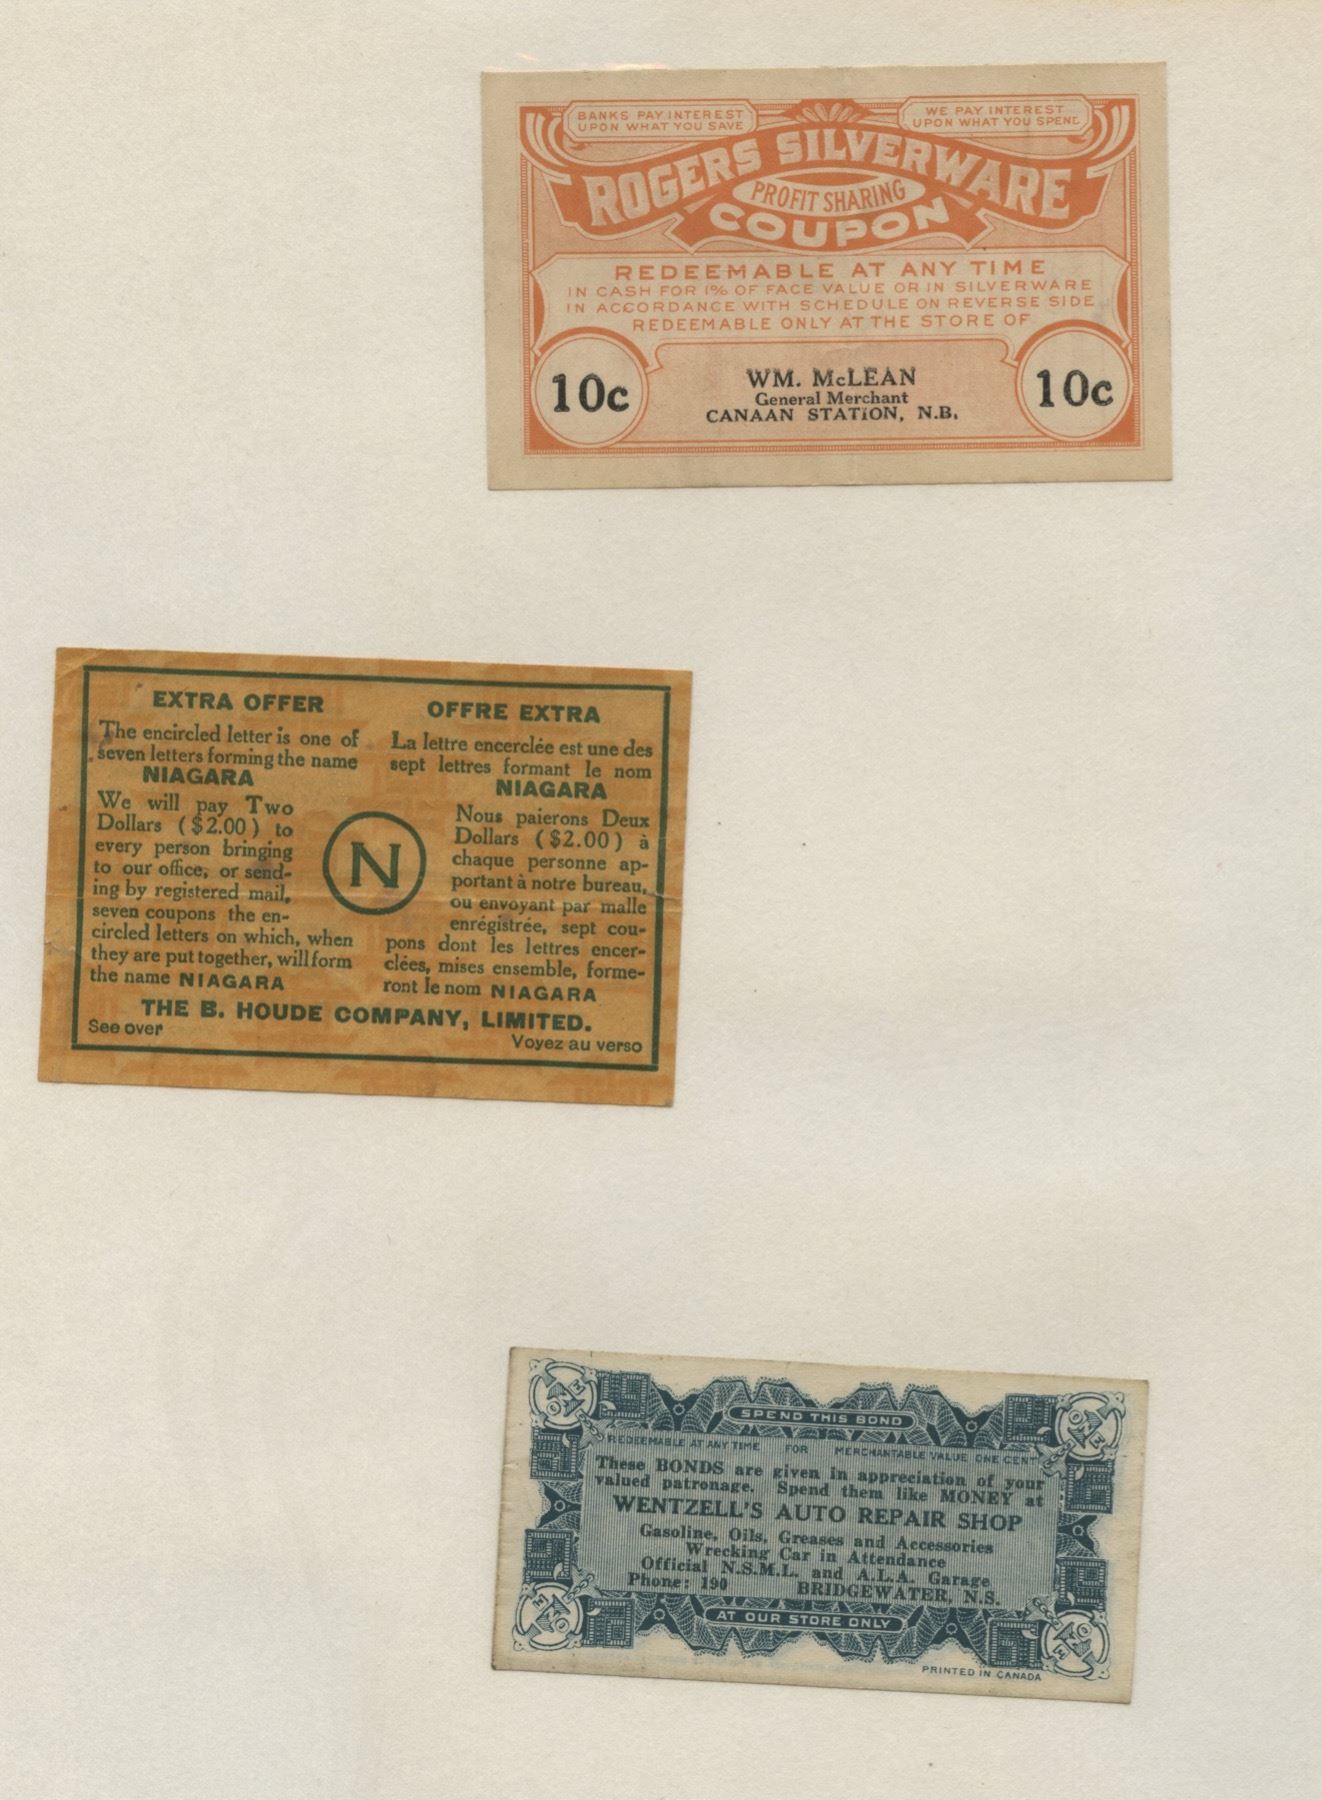 BANKS PAY INTEREST
UPON WHAT YOU SAVE
WE PAY INTEREST
UPON WHAT YOU SPEND
ROGERS SILVERWARE
PROFIT SHARING
COUPON
REDEEMABLE AT ANY TIME
IN CASH FOR 1% OF FACE VALUE OR IN SILVERWARE
IN ACCORDANCE WITH SCHEDULE ON REVERSE SIDE
REDEEMABLE ONLY AT THE STORE OF
10c
WM. McLEAN
General Merchant
CANAAN STATION, N.B.
10c
EXTRA OFFER
The encircled letter is one of
seven letters forming the name
NIAGARA
We will pay Two
Dollars ($2.00) to
every person bringing
to our office, or send-
ing by registered mail,
seven coupons the en-
circled letters on which, when
they are put together, will form
the name NIAGARA
N
OFFRE EXTRA
La lettre encerclée est une des
sept lettres formant le nom
NIAGARA
Nous paierons Deux
Dollars ($2.00) à
chaque personne ap-
portant à notre bureau,
ou envoyant par malle
enrégistrée, sept cou-
pons dont les lettres encer-
clées, mises ensemble, forme-
ront le nom NIAGARA
THE B. HOUDE COMPANY, LIMITED.
See over
Voyez au verso
ONE
ONE
SPEND THIS BOND
REDEEMABLE AT ANY TIME FOR MERCHANTABLE VALUE ONE CENT
These BONDS are given in appreciation of your
valued patronage. Spend them like MONEY at
WENTZELL'S AUTO REPAIR SHOP
Gasoline, Oils, Greases and Accessories
Wrecking Car in Attendance
Official N.S.M.L. and A.L.A. Garage
Phone: 190 BRIDGEWATER, N.S.
AT OUR STORE ONLY
ONE
ONE
PRINTED IN CANADA